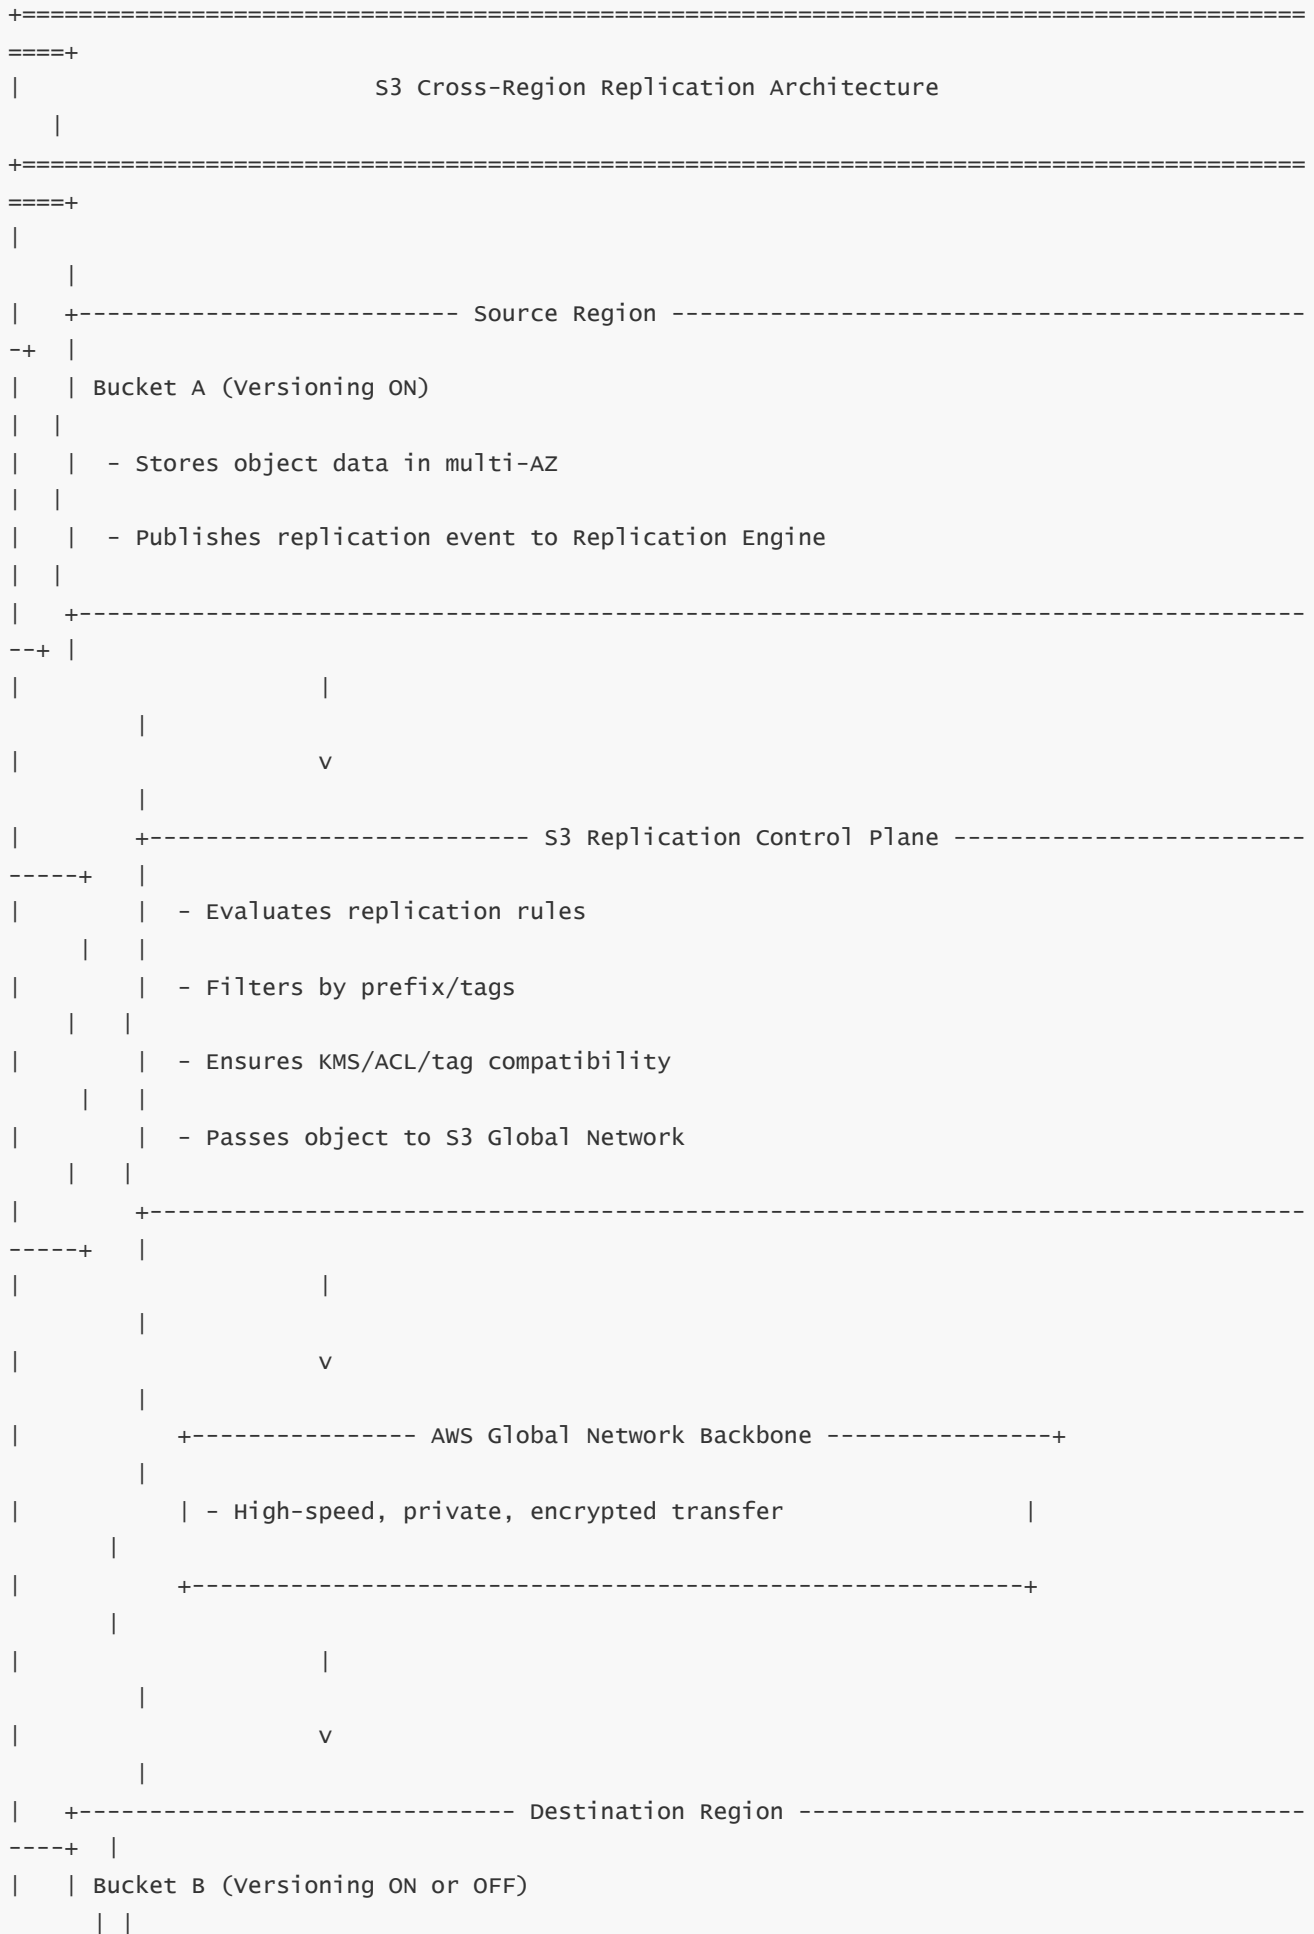 +===========================================================================================
====+
|                         S3 Cross-Region Replication Architecture
   |
+===========================================================================================
====+
|
    |
|   +--------------------------- Source Region ---------------------------------------------
-+  |
|   | Bucket A (Versioning ON)
|  |
|   |  - Stores object data in multi-AZ
|  |
|   |  - Publishes replication event to Replication Engine
|  |
|   +---------------------------------------------------------------------------------------
--+ |
|                     |
         |
|                     v
         |
|        +--------------------------- S3 Replication Control Plane -------------------------
-----+   |
|        |  - Evaluates replication rules
     |   |
|        |  - Filters by prefix/tags
    |   |
|        |  - Ensures KMS/ACL/tag compatibility
     |   |
|        |  - Passes object to S3 Global Network
    |   |
|        +----------------------------------------------------------------------------------
-----+   |
|                     |
         |
|                     v
         |
|           +---------------- AWS Global Network Backbone ----------------+
         |
|           | - High-speed, private, encrypted transfer                 |
       |
|           +-----------------------------------------------------------+
       |
|                     |
         |
|                     v
         |
|   +------------------------------- Destination Region ------------------------------------
----+  |
|   | Bucket B (Versioning ON or OFF)
      | |